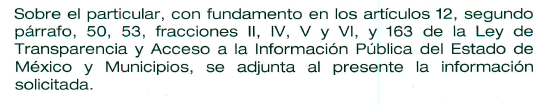 Sobre el particular, con fundamento en los artículos 12, segundo
párrafo, 50, 53, fracciones II, IV, V y VI, y 163 de la Ley de
Transparencia y Acceso a la Información Pública del Estado de
México y Municipios, se adjunta al presente la información
solicitada.